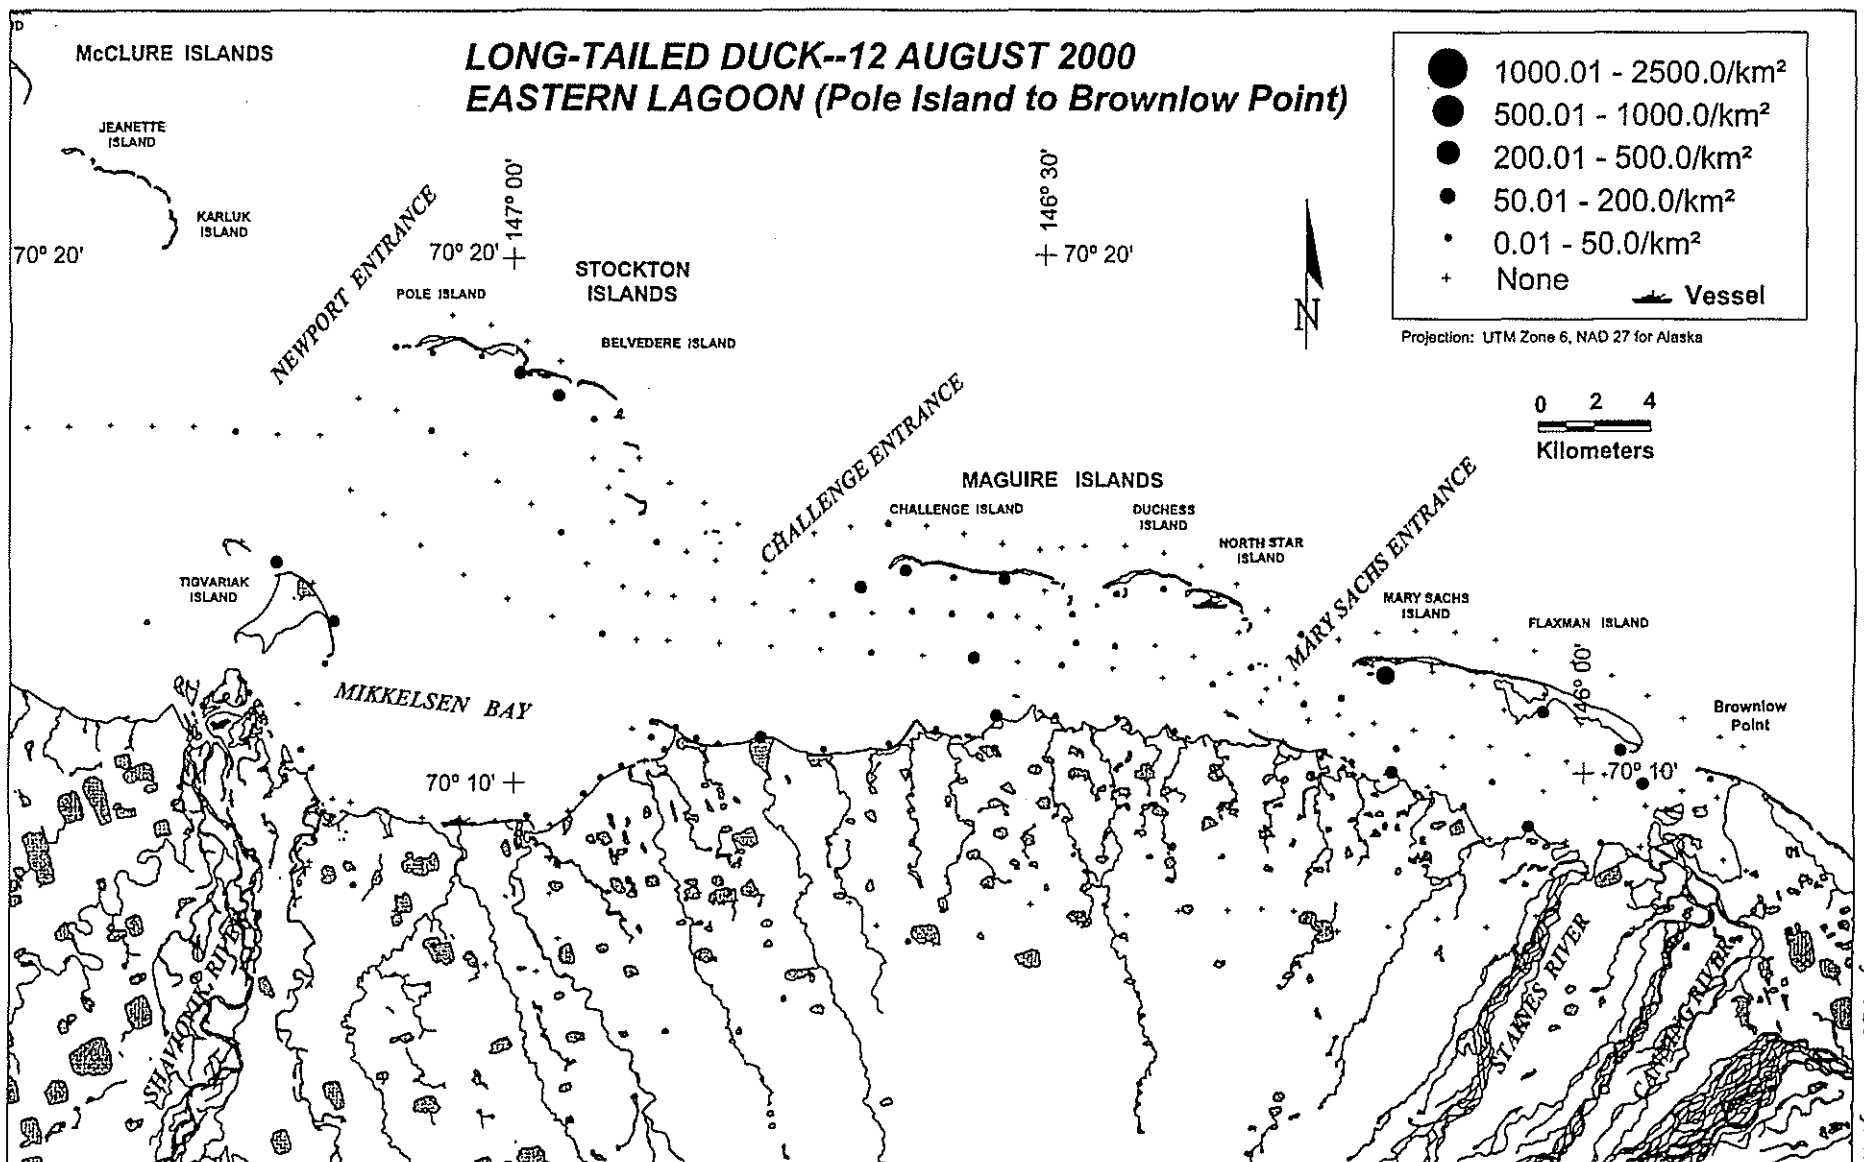 McCLURE ISLANDS
LONG-TAILED DUCK--12 AUGUST 2000
EASTERN LAGOON (Pole Island to Brownlow Point)
1000.01 - 2500.0/km²
500.01 - 1000.0/km²
200.01 - 500.0/km²
50.01 - 200.0/km²
0.01 - 50.0/km²
None
Vessel
Projection: UTM Zone 6, NAD 27 for Alaska
0 2 4
Kilometers
N
JEANETTE
ISLAND
KARLUK
ISLAND
70° 20'
NEWPORT ENTRANCE
147° 00'
70° 20'
146° 30'
70° 20'
STOCKTON
ISLANDS
POLE ISLAND
BELVEDERE ISLAND
CHALLENGE ENTRANCE
MAGUIRE ISLANDS
CHALLENGE ISLAND
DUCHESS
ISLAND
NORTH STAR
ISLAND
MARY SACHS ENTRANCE
TIGVARIAK
ISLAND
MARY SACHS
ISLAND
FLAXMAN ISLAND
146° 00'
MIKKELSEN BAY
Brownlow
Point
70° 10'
70° 10'
SHAVIOVIK RIVER
STAKNES RIVER
CANNING RIVER